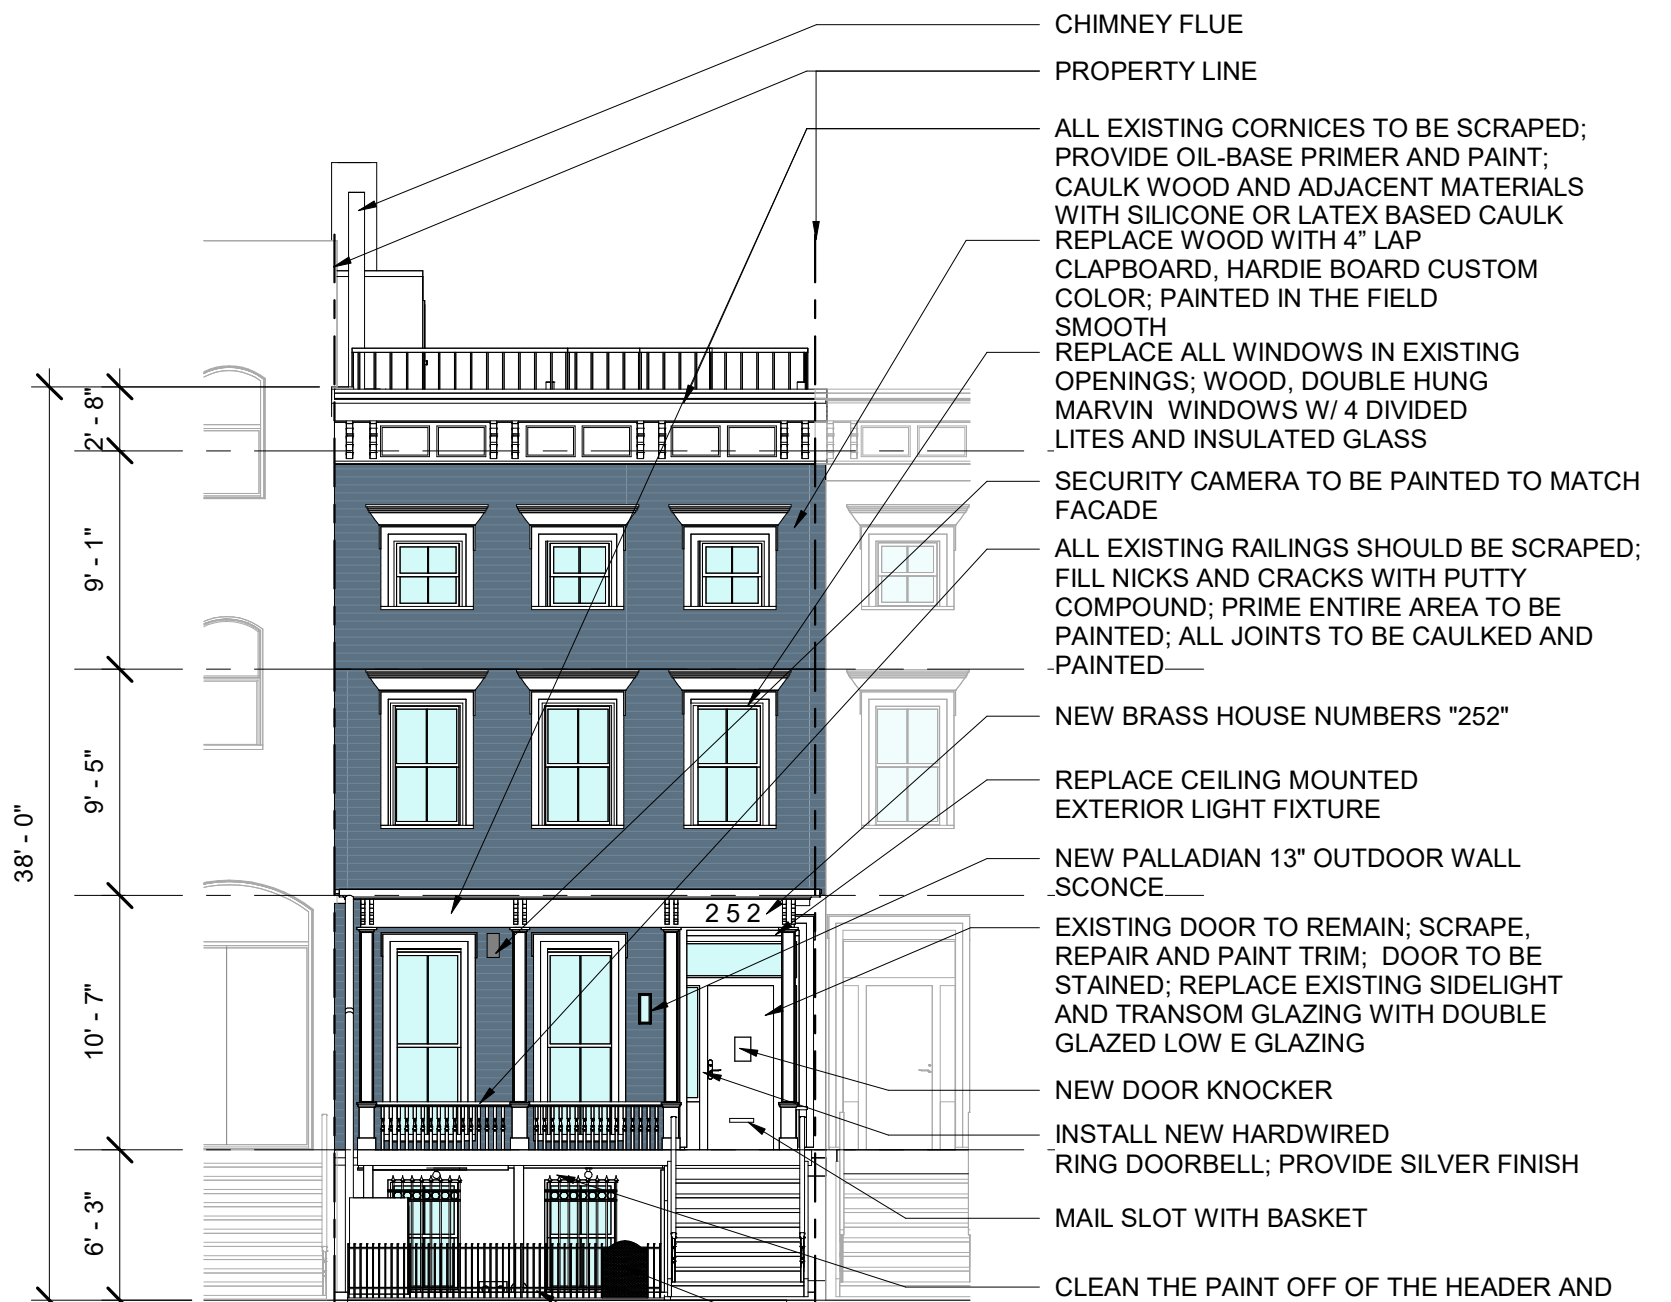 CHIMNEY FLUE
PROPERTY LINE
ALL EXISTING CORNICES TO BE SCRAPED;
PROVIDE OIL-BASE PRIMER AND PAINT;
CAULK WOOD AND ADJACENT MATERIALS
WITH SILICONE OR LATEX BASED CAULK
REPLACE WOOD WITH 4” LAP
CLAPBOARD, HARDIE BOARD CUSTOM
COLOR; PAINTED IN THE FIELD
SMOOTH
REPLACE ALL WINDOWS IN EXISTING
OPENINGS; WOOD, DOUBLE HUNG
MARVIN WINDOWS W/ 4 DIVIDED
LITES AND INSULATED GLASS
SECURITY CAMERA TO BE PAINTED TO MATCH
FACADE
ALL EXISTING RAILINGS SHOULD BE SCRAPED;
FILL NICKS AND CRACKS WITH PUTTY
COMPOUND; PRIME ENTIRE AREA TO BE
PAINTED; ALL JOINTS TO BE CAULKED AND
PAINTED
NEW BRASS HOUSE NUMBERS "252"
REPLACE CEILING MOUNTED
EXTERIOR LIGHT FIXTURE
NEW PALLADIAN 13" OUTDOOR WALL
SCONCE
EXISTING DOOR TO REMAIN; SCRAPE,
REPAIR AND PAINT TRIM; DOOR TO BE
STAINED; REPLACE EXISTING SIDELIGHT
AND TRANSOM GLAZING WITH DOUBLE
GLAZED LOW E GLAZING
NEW DOOR KNOCKER
INSTALL NEW HARDWIRED
RING DOORBELL; PROVIDE SILVER FINISH
MAIL SLOT WITH BASKET
CLEAN THE PAINT OFF OF THE HEADER AND
2' - 8"
9' - 1"
9' - 5"
10' - 7"
6' - 3"
38' - 0"
252